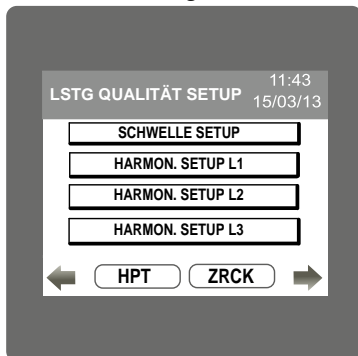 11:43
LSTG QUALITÄT SETUP 15/03/13
SCHWELLE SETUP
HARMON. SETUP L1
HARMON. SETUP L2
HARMON. SETUP L3
HPT ZRCK